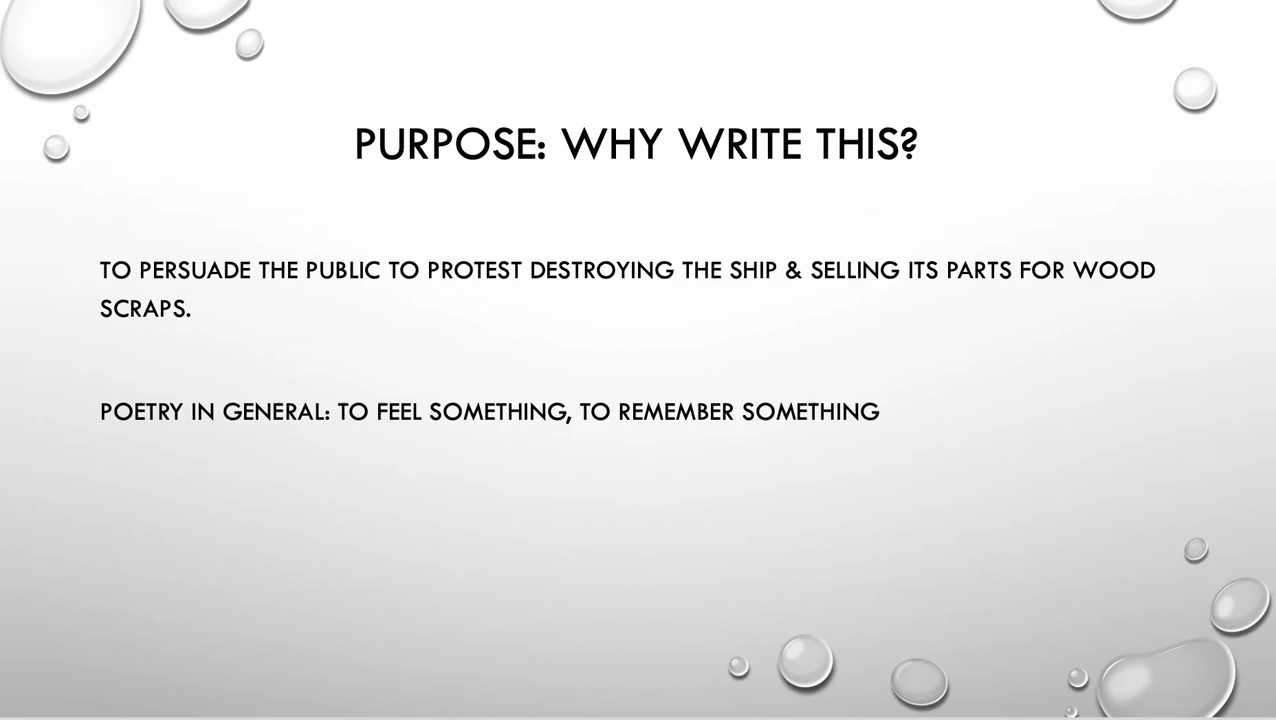 PURPOSE: WHY WRITE THIS?
TO PERSUADE THE PUBLIC TO PROTEST DESTROYING THE SHIP & SELLING ITS PARTS FOR WOOD
SCRAPS.
POETRY IN GENERAL: TO FEEL SOMETHING, TO REMEMBER SOMETHING